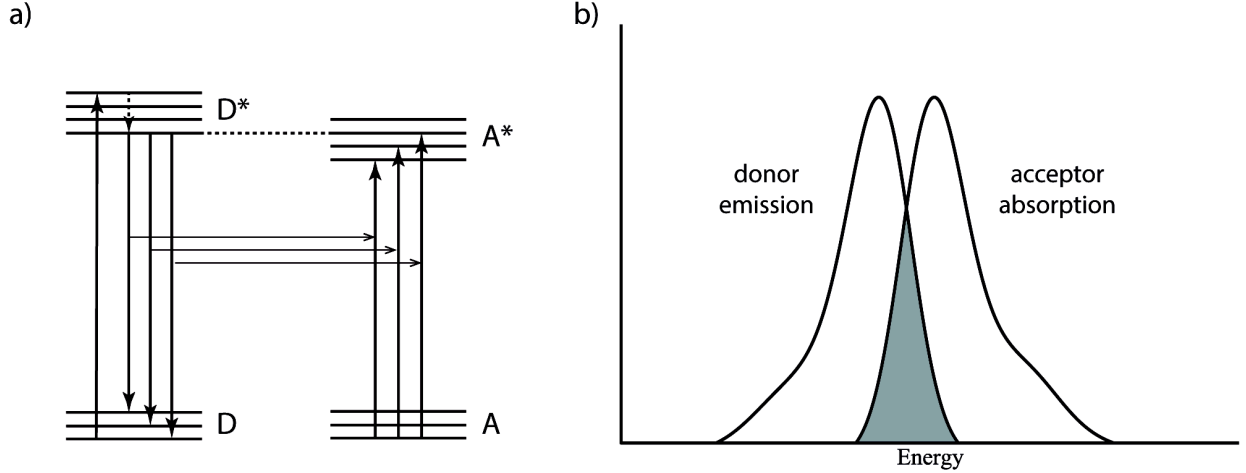 a)
D*
A*
D
A
b)
donor
emission
acceptor
absorption
Energy